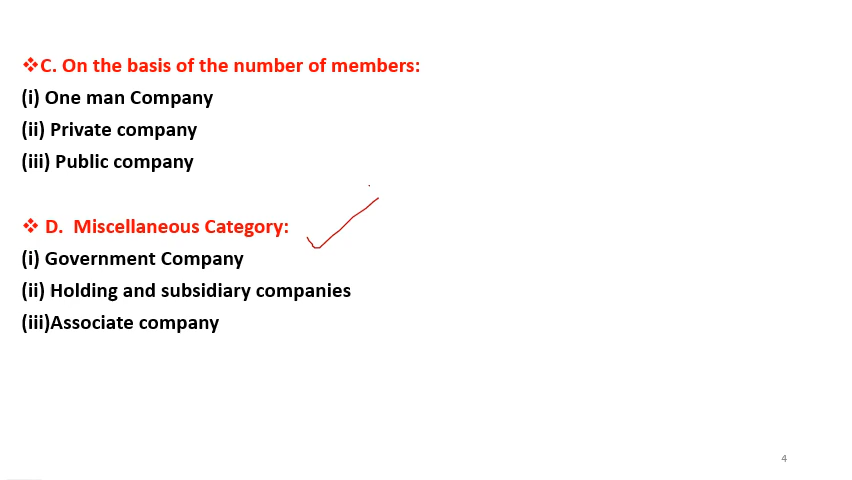 ❖C. On the basis of the number of members:
(i) One man Company
(ii) Private company
(iii) Public company
❖ D.  Miscellaneous Category:
(i) Government Company
(ii) Holding and subsidiary companies
(iii)Associate company
4